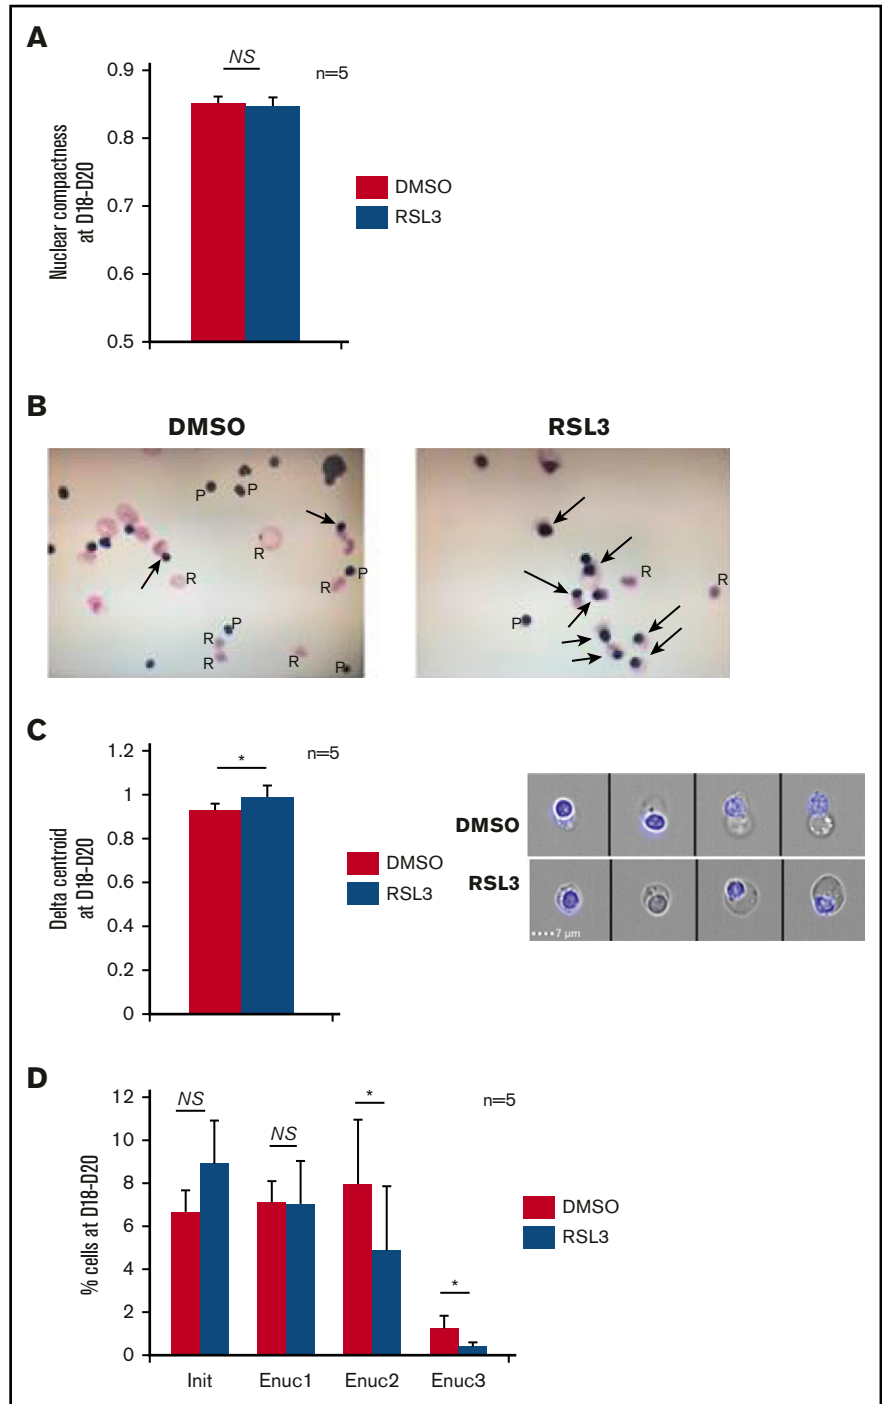 A
NS
n=5
0.9
0.8
0.7
0.6
0.5
Nuclear compactness
at D18-D20
DMSO
RSL3
B
DMSO
RSL3
P
P
R
R
P
R
P
R
R
R
P
R
R
P
C
1.2
1
0.8
0.6
0.4
0.2
0
*
n=5
Delta centroid
at D18-D20
DMSO
RSL3
DMSO
RSL3
7 µm
D
12
10
8
6
4
2
0
% cells at D18-D20
NS
NS
*
*
n=5
DMSO
RSL3
Init Enuc1 Enuc2 Enuc3